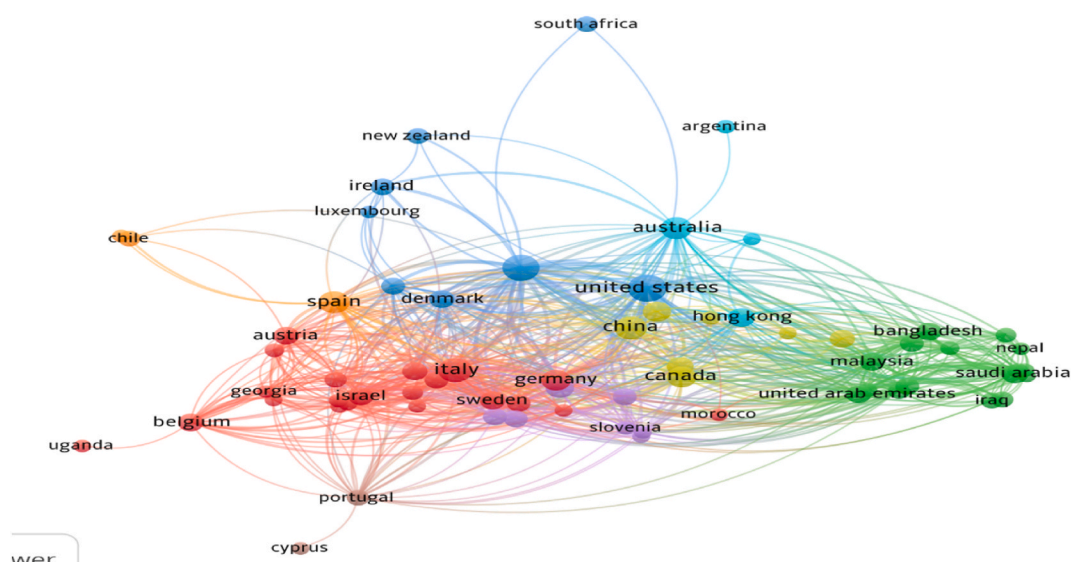 south africa
argentina
new zealand
ireland
luxembourg
australia
chile
united states
denmark
spain
hong kong
china
bangladesh
austria
nepal
malaysia
italy
saudi arabia
canada
germany
georgia
israel
united arab emirates
sweden
iraq
morocco
belgium
slovenia
uganda
portugal
cyprus
wer